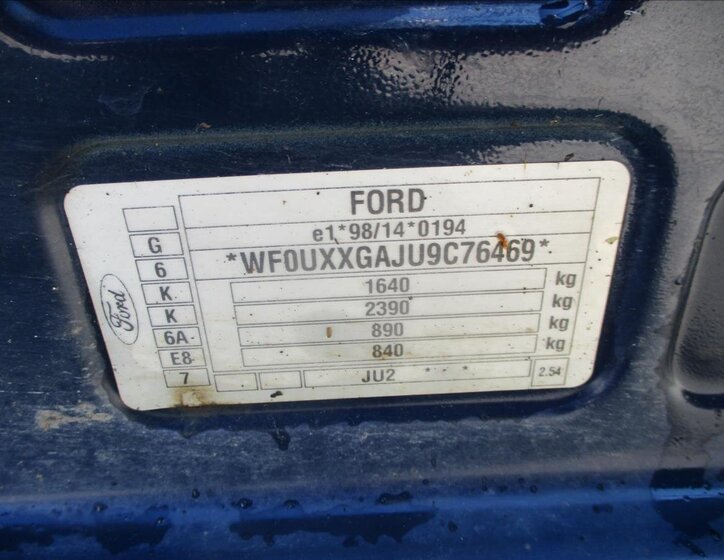 FORD
e1*98/14*0194
*WF0UXXGAJU9C76469*
1640 kg
2390 kg
890 kg
840 kg
JU2 * * * 2.54
G
6
K
K
6A
E8
7
Ford